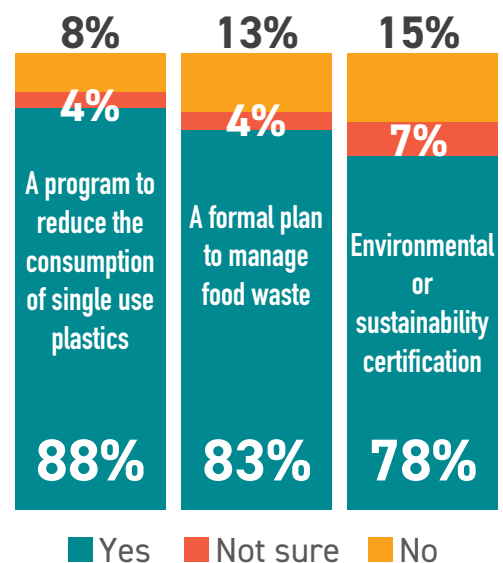 8% 13% 15%
4% 4% 7%
A program to
reduce the
consumption
of single use
plastics
A formal plan
to manage
food waste
Environmental
or
sustainability
certification
88% 83% 78%
Yes Not sure No